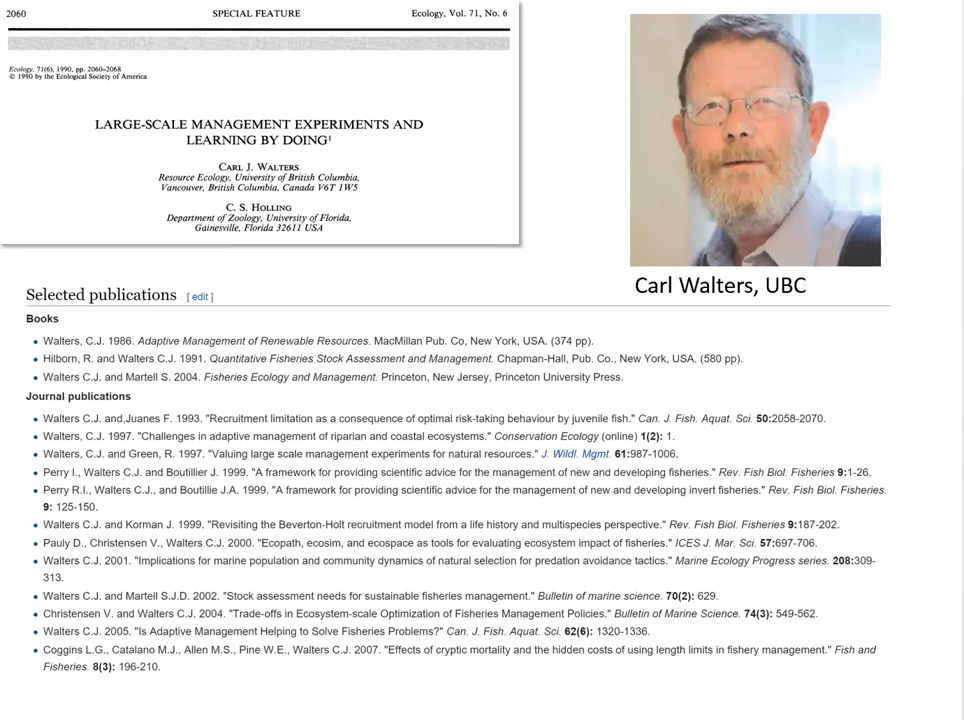 2060 SPECIAL FEATURE Ecology, Vol. 71, No. 6
Ecology, 71(6), 1990, pp. 2060–2068
© 1990 by the Ecological Society of America
LARGE-SCALE MANAGEMENT EXPERIMENTS AND
LEARNING BY DOING¹
CARL J. WALTERS
Resource Ecology, University of British Columbia,
Vancouver, British Columbia, Canada V6T 1W5
C. S. HOLLING
Department of Zoology, University of Florida,
Gainesville, Florida 32611 USA
Carl Walters, UBC
Selected publications [ edit ]
Books
• Walters, C.J. 1986. Adaptive Management of Renewable Resources. MacMillan Pub. Co, New York, USA. (374 pp).
• Hilborn, R. and Walters C.J. 1991. Quantitative Fisheries Stock Assessment and Management. Chapman-Hall, Pub. Co., New York, USA. (580 pp).
• Walters C.J. and Martell S. 2004. Fisheries Ecology and Management. Princeton, New Jersey, Princeton University Press.
Journal publications
• Walters C.J. and,Juanes F. 1993. "Recruitment limitation as a consequence of optimal risk-taking behaviour by juvenile fish." Can. J. Fish. Aquat. Sci. 50:2058-2070.
• Walters, C.J. 1997. "Challenges in adaptive management of riparian and coastal ecosystems." Conservation Ecology (online) 1(2): 1.
• Walters, C.J. and Green, R. 1997. "Valuing large scale management experiments for natural resources." J. Wildl. Mgmt. 61:987-1006.
• Perry I., Walters C.J. and Boutillier J. 1999. "A framework for providing scientific advice for the management of new and developing fisheries." Rev. Fish Biol. Fisheries 9:1-26.
• Perry R.I., Walters C.J., and Boutillie J.A. 1999. "A framework for providing scientific advice for the management of new and developing invert fisheries." Rev. Fish Biol. Fisheries.
9: 125-150.
• Walters C.J. and Korman J. 1999. "Revisiting the Beverton-Holt recruitment model from a life history and multispecies perspective." Rev. Fish Biol. Fisheries 9:187-202.
• Pauly D., Christensen V., Walters C.J. 2000. "Ecopath, ecosim, and ecospace as tools for evaluating ecosystem impact of fisheries." ICES J. Mar. Sci. 57:697-706.
• Walters C.J. 2001. "Implications for marine population and community dynamics of natural selection for predation avoidance tactics." Marine Ecology Progress series. 208:309-
313.
• Walters C.J. and Martell S.J.D. 2002. "Stock assessment needs for sustainable fisheries management." Bulletin of marine science. 70(2): 629.
• Christensen V. and Walters C.J. 2004. "Trade-offs in Ecosystem-scale Optimization of Fisheries Management Policies." Bulletin of Marine Science. 74(3): 549-562.
• Walters C.J. 2005. "Is Adaptive Management Helping to Solve Fisheries Problems?" Can. J. Fish. Aquat. Sci. 62(6): 1320-1336.
• Coggins L.G., Catalano M.J., Allen M.S., Pine W.E., Walters C.J. 2007. "Effects of cryptic mortality and the hidden costs of using length limits in fishery management." Fish and
Fisheries. 8(3): 196-210.